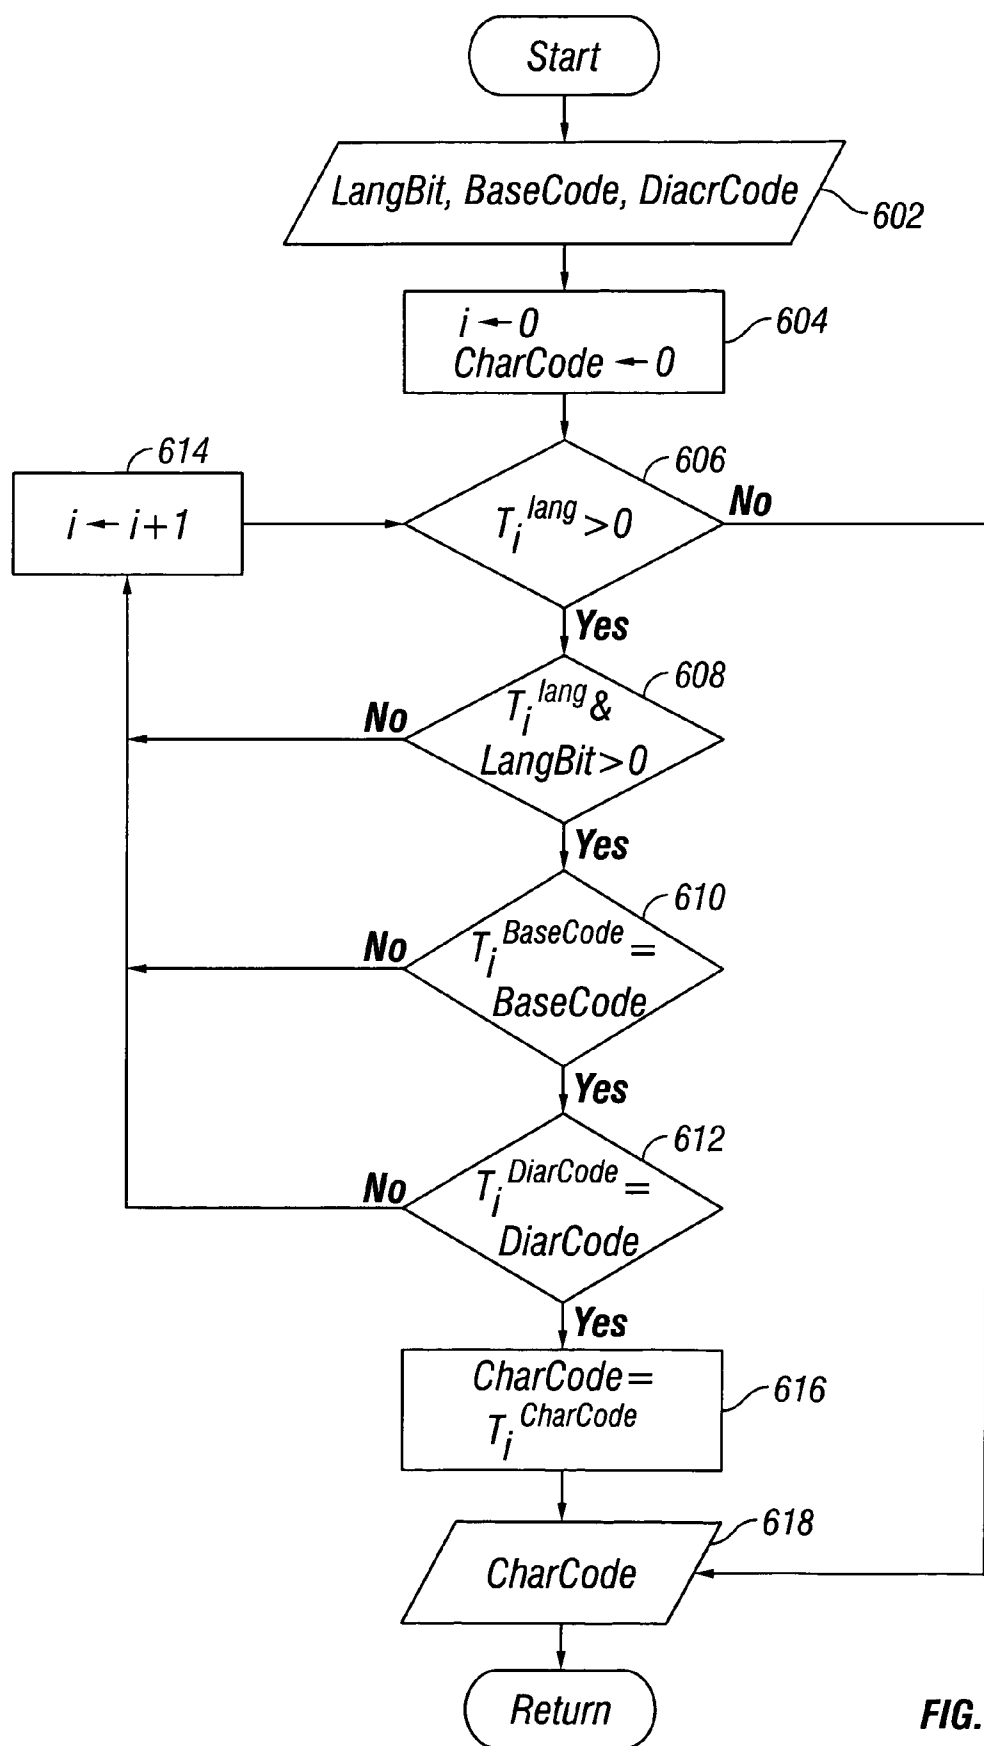 Start
LangBit, BaseCode, DiacrCode
602
i ← 0
CharCode ← 0
604
614
i ← i+1
606
T_i^lang > 0
No
Yes
608
T_i^lang &
LangBit > 0
No
Yes
610
T_i^BaseCode =
BaseCode
No
Yes
612
T_i^DiarCode =
DiarCode
No
Yes
CharCode =
T_i^CharCode
616
618
CharCode
Return
FIG.